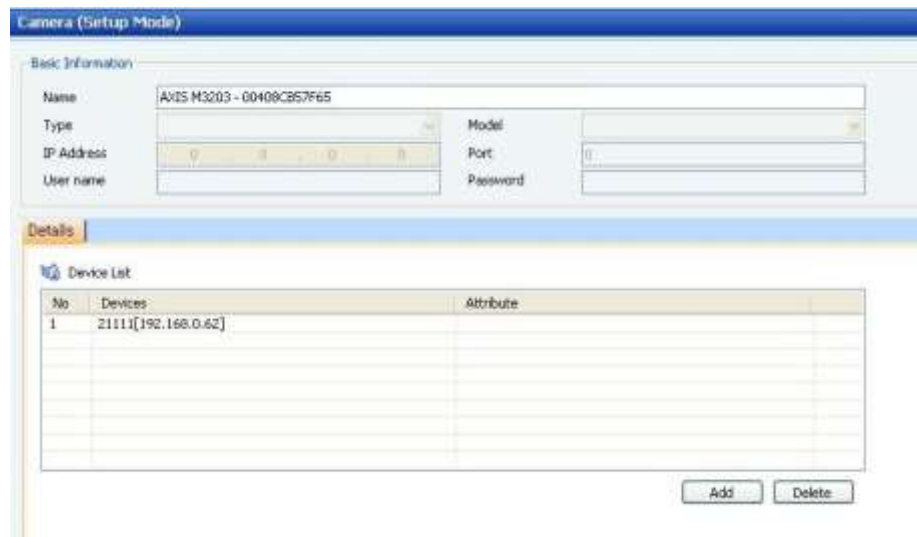 Camera (Setup Mode)
Basic Information
Name AXIS M3203 - 00408CB57F65
Type Model
IP Address 0 . 0 . 0 . 0 Port 0
User name Password
Details
Device List
No Devices Attribute
1 21111[192.168.0.62]
Add Delete